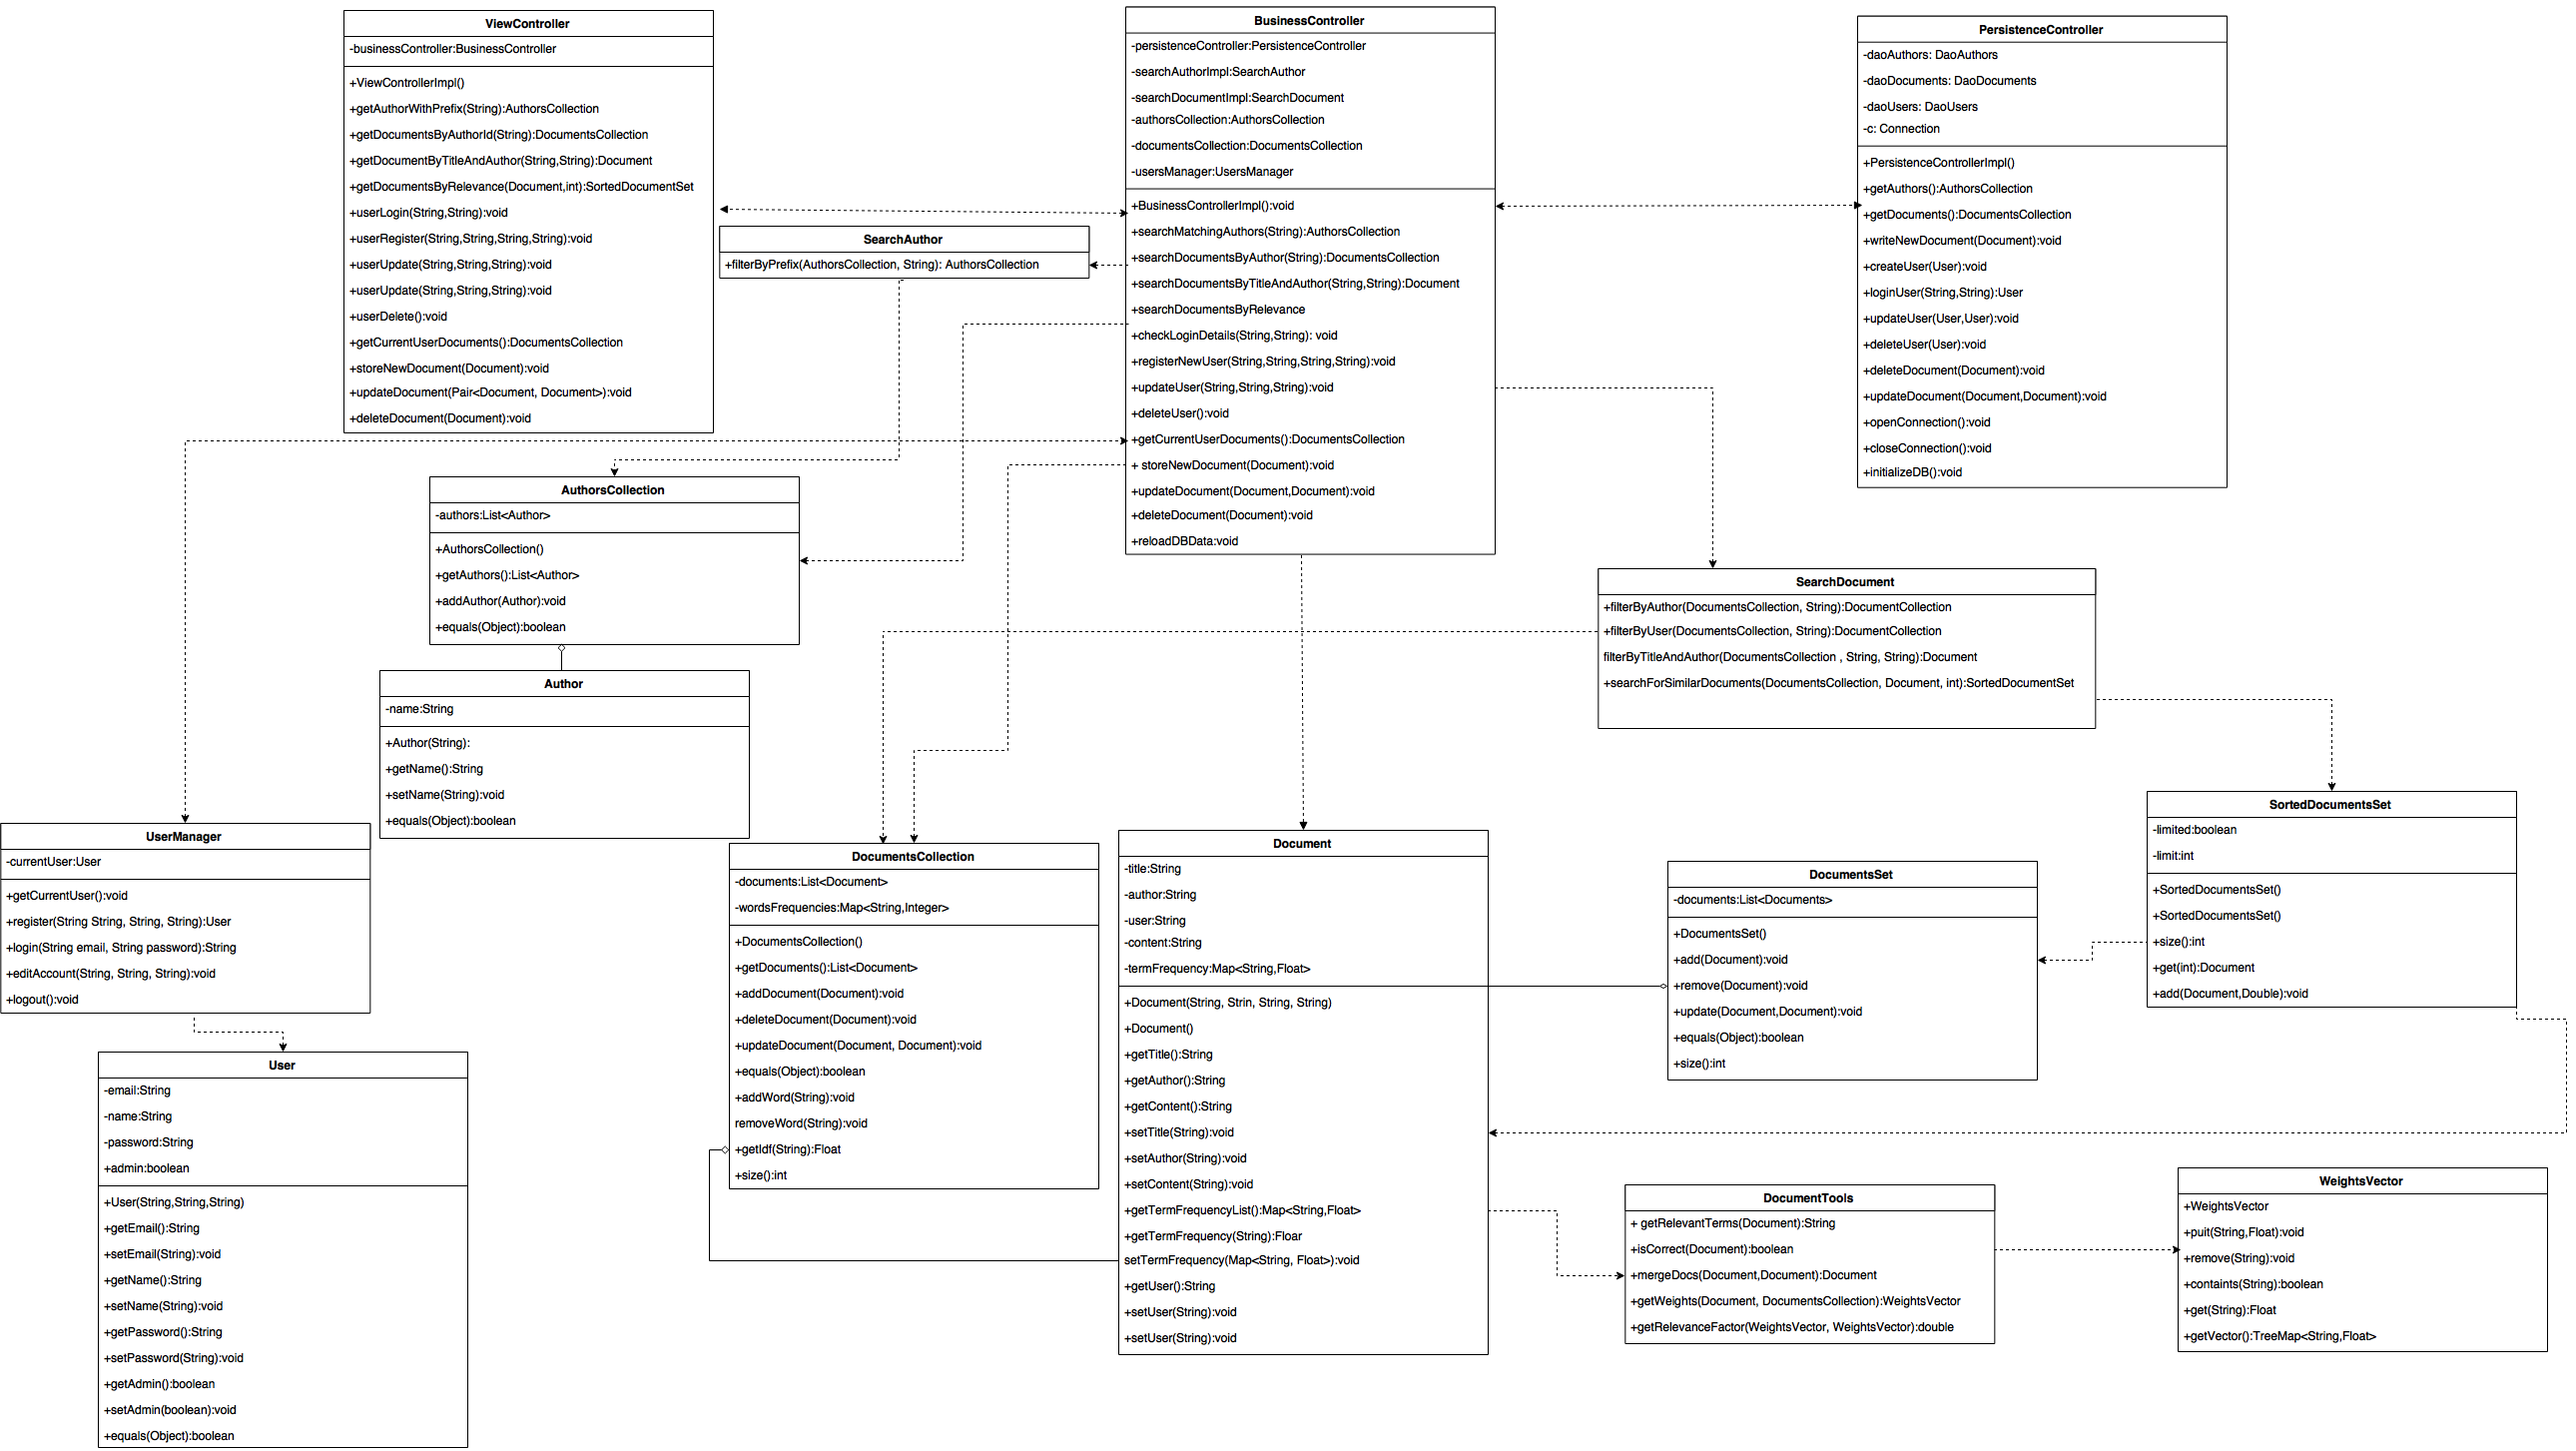 ViewController
-businessController:BusinessController
+ViewControllerImpl()
+getAuthorWithPrefix(String):AuthorsCollection
+getDocumentsByAuthorId(String):DocumentsCollection
+getDocumentByTitleAndAuthor(String,String):Document
+getDocumentsByRelevance(Document,int):SortedDocumentSet
+userLogin(String,String):void
+userRegister(String,String,String,String):void
+userUpdate(String,String,String):void
+userUpdate(String,String,String):void
+userDelete():void
+getCurrentUserDocuments():DocumentsCollection
+storeNewDocument(Document):void
+updateDocument(Pair<Document, Document>):void
+deleteDocument(Document):void
BusinessController
-persistenceController:PersistenceController
-searchAuthorImpl:SearchAuthor
-searchDocumentImpl:SearchDocument
-authorsCollection:AuthorsCollection
-documentsCollection:DocumentsCollection
-usersManager:UsersManager
+BusinessControllerImpl():void
+searchMatchingAuthors(String):AuthorsCollection
+searchDocumentsByAuthor(String):DocumentsCollection
+searchDocumentsByTitleAndAuthor(String,String):Document
+searchDocumentsByRelevance
+checkLoginDetails(String,String): void
+registerNewUser(String,String,String,String):void
+updateUser(String,String,String):void
+deleteUser():void
+getCurrentUserDocuments():DocumentsCollection
+ storeNewDocument(Document):void
+updateDocument(Document,Document):void
+deleteDocument(Document):void
+reloadDBData:void
PersistenceController
-daoAuthors: DaoAuthors
-daoDocuments: DaoDocuments
-daoUsers: DaoUsers
-c: Connection
+PersistenceControllerImpl()
+getAuthors():AuthorsCollection
+getDocuments():DocumentsCollection
+writeNewDocument(Document):void
+createUser(User):void
+loginUser(String,String):User
+updateUser(User,User):void
+deleteUser(User):void
+deleteDocument(Document):void
+updateDocument(Document,Document):void
+openConnection():void
+closeConnection():void
+initializeDB():void
SearchAuthor
+filterByPrefix(AuthorsCollection, String): AuthorsCollection
AuthorsCollection
-authors:List<Author>
+AuthorsCollection()
+getAuthors():List<Author>
+addAuthor(Author):void
+equals(Object):boolean
SearchDocument
+filterByAuthor(DocumentsCollection, String):DocumentCollection
+filterByUser(DocumentsCollection, String):DocumentCollection
filterByTitleAndAuthor(DocumentsCollection , String, String):Document
+searchForSimilarDocuments(DocumentsCollection, Document, int):SortedDocumentSet
Author
-name:String
+Author(String):
+getName():String
+setName(String):void
+equals(Object):boolean
UserManager
-currentUser:User
+getCurrentUser():void
+register(String String, String, String):User
+login(String email, String password):String
+editAccount(String, String, String):void
+logout():void
DocumentsCollection
-documents:List<Document>
-wordsFrequencies:Map<String,Integer>
+DocumentsCollection()
+getDocuments():List<Document>
+addDocument(Document):void
+deleteDocument(Document):void
+updateDocument(Document, Document):void
+equals(Object):boolean
+addWord(String):void
removeWord(String):void
+getIdf(String):Float
+size():int
Document
-title:String
-author:String
-user:String
-content:String
-termFrequency:Map<String,Float>
+Document(String, Strin, String, String)
+Document()
+getTitle():String
+getAuthor():String
+getContent():String
+setTitle(String):void
+setAuthor(String):void
+setContent(String):void
+getTermFrequencyList():Map<String,Float>
+getTermFrequency(String):Floar
setTermFrequency(Map<String, Float>):void
+getUser():String
+setUser(String):void
+setUser(String):void
DocumentsSet
-documents:List<Documents>
+DocumentsSet()
+add(Document):void
+remove(Document):void
+update(Document,Document):void
+equals(Object):boolean
+size():int
SortedDocumentsSet
-limited:boolean
-limit:int
+SortedDocumentsSet()
+SortedDocumentsSet()
+size():int
+get(int):Document
+add(Document,Double):void
User
-email:String
-name:String
-password:String
+admin:boolean
+User(String,String,String)
+getEmail():String
+setEmail(String):void
+getName():String
+setName(String):void
+getPassword():String
+setPassword(String):void
+getAdmin():boolean
+setAdmin(boolean):void
+equals(Object):boolean
DocumentTools
+ getRelevantTerms(Document):String
+isCorrect(Document):boolean
+mergeDocs(Document,Document):Document
+getWeights(Document, DocumentsCollection):WeightsVector
+getRelevanceFactor(WeightsVector, WeightsVector):double
WeightsVector
+WeightsVector
+puit(String,Float):void
+remove(String):void
+containts(String):boolean
+get(String):Float
+getVector():TreeMap<String,Float>